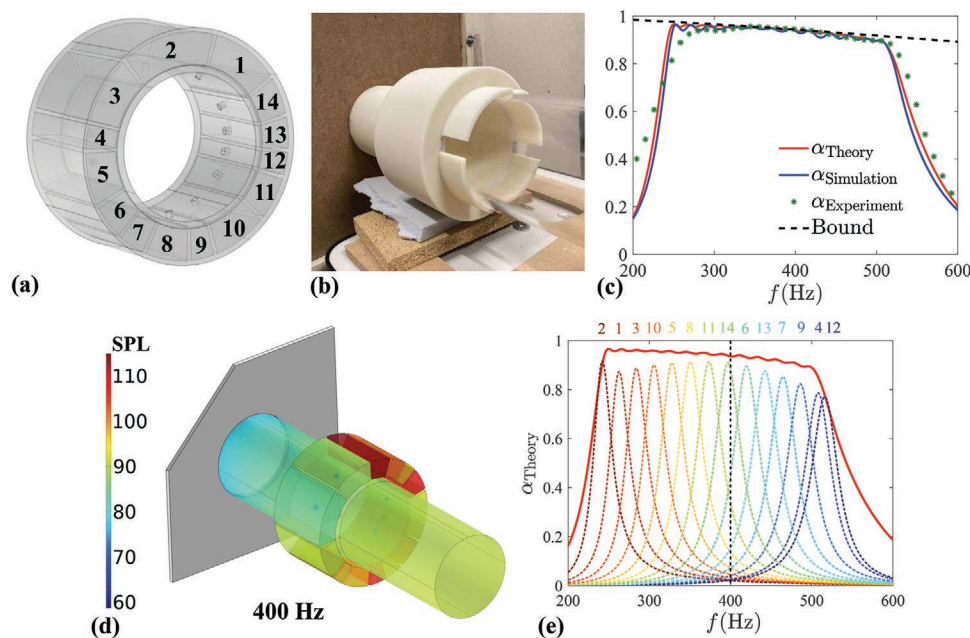 2
1
3
14
4
13
12
5
11
6
10
7
8
9
(a)
(b)
1
0.8
0.6
0.4
0.2
0
200 300 400 500 600
f(Hz)
αTheory
αSimulation
αExperiment
Bound
(c)
SPL
110
100
90
80
70
60
(d)
400 Hz
2 1 3 10 5 8 11 14 6 13 7 9 4 12
1
0.8
0.6
0.4
0.2
0
αTheory
200 300 400 500 600
f(Hz)
(e)